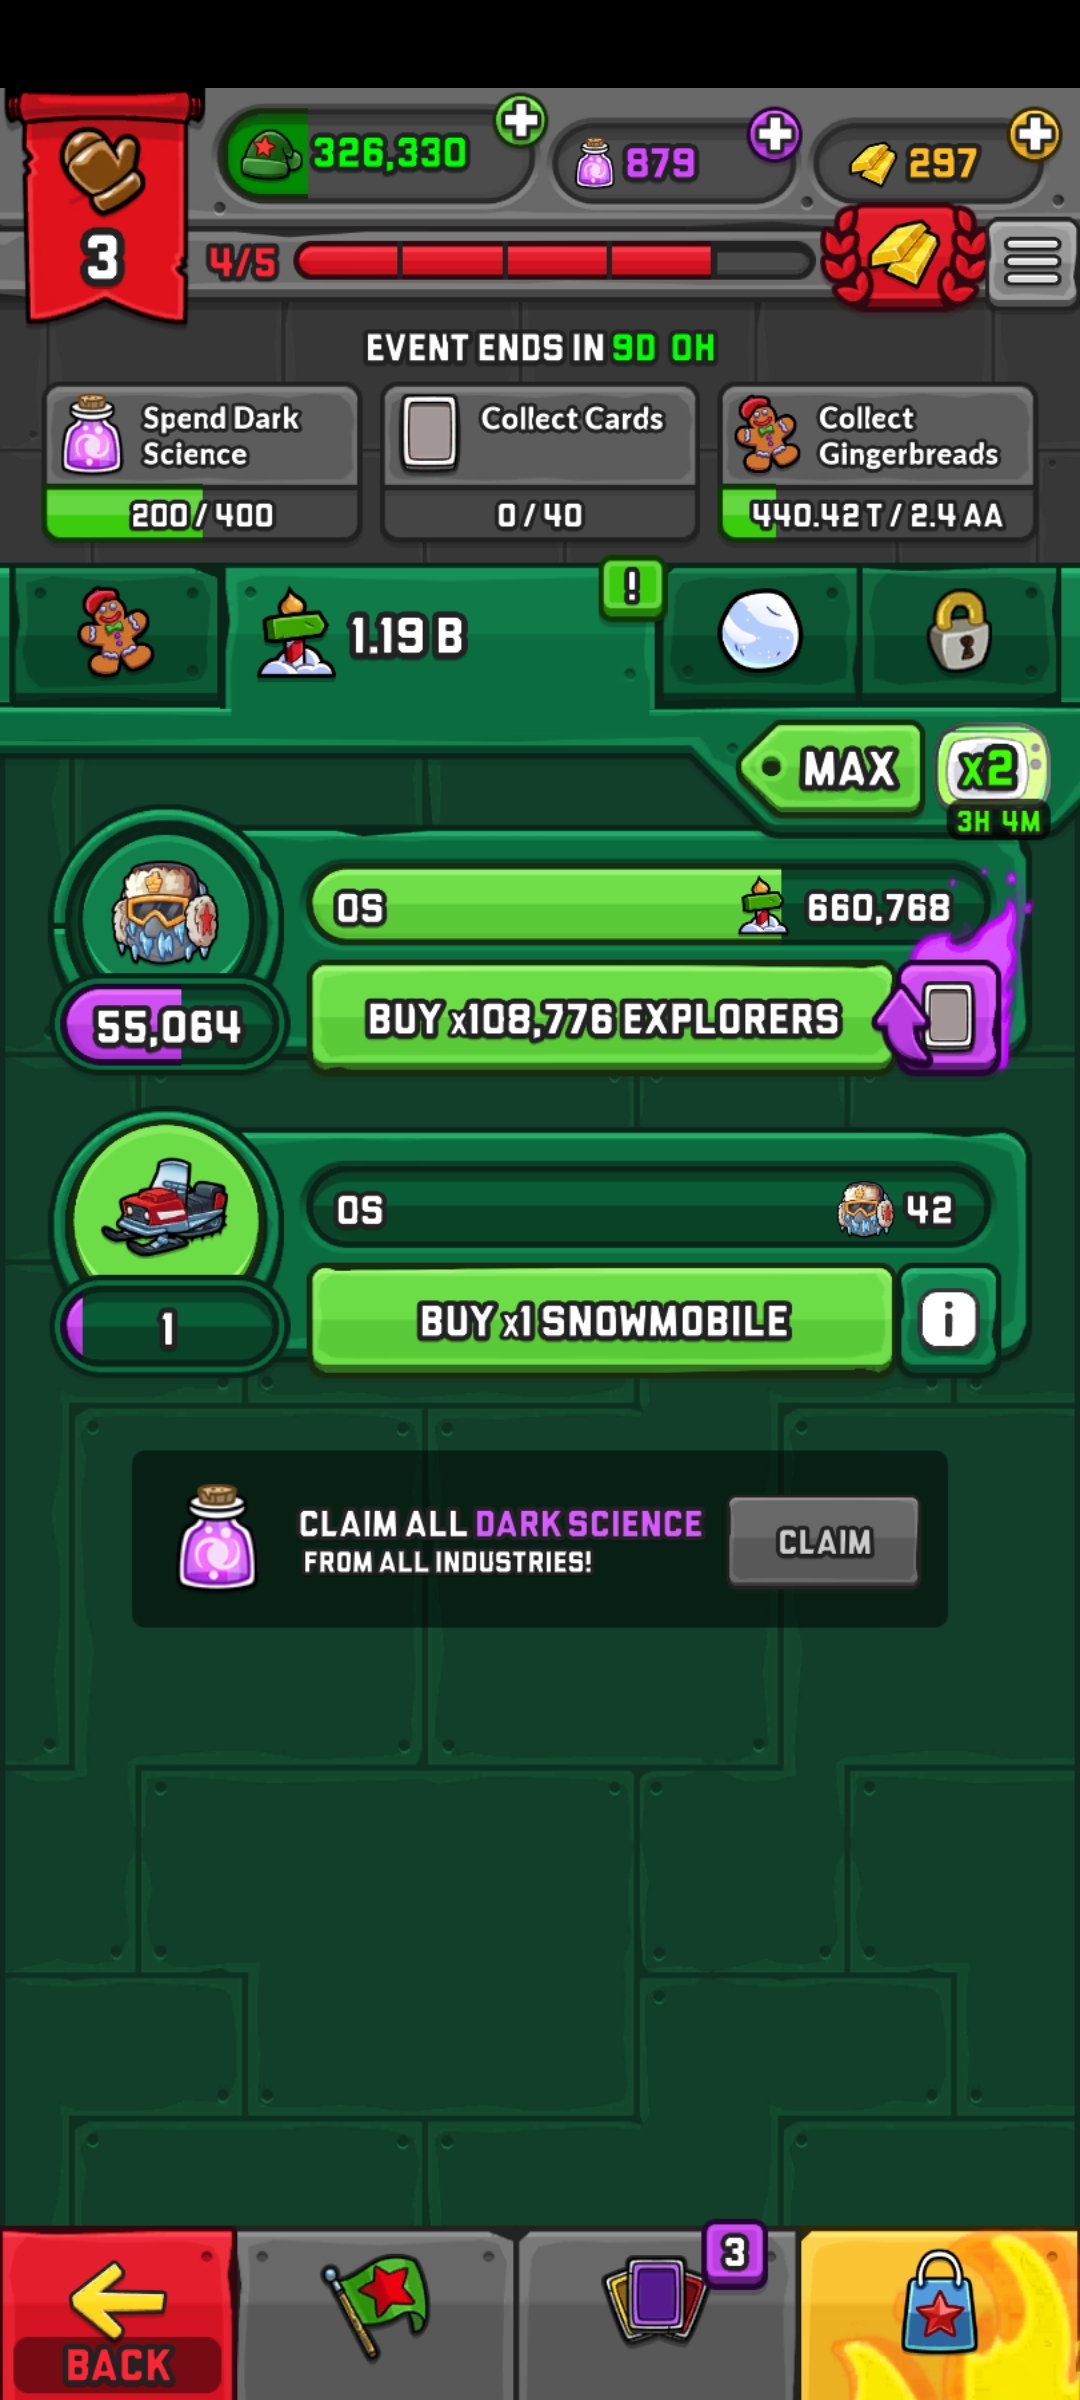 326,330
879
297
3
4/5
EVENT ENDS IN 9D 0H
Spend Dark
Science
200 / 400
Collect Cards
0 / 40
Collect
Gingerbreads
440.42 T / 2.4 AA
!
1.19 B
MAX
x2
3H 4M
0S
660,768
55,064
BUY x108,776 EXPLORERS
0S
42
1
BUY x1 SNOWMOBILE
i
CLAIM ALL DARK SCIENCE
FROM ALL INDUSTRIES!
CLAIM
3
BACK